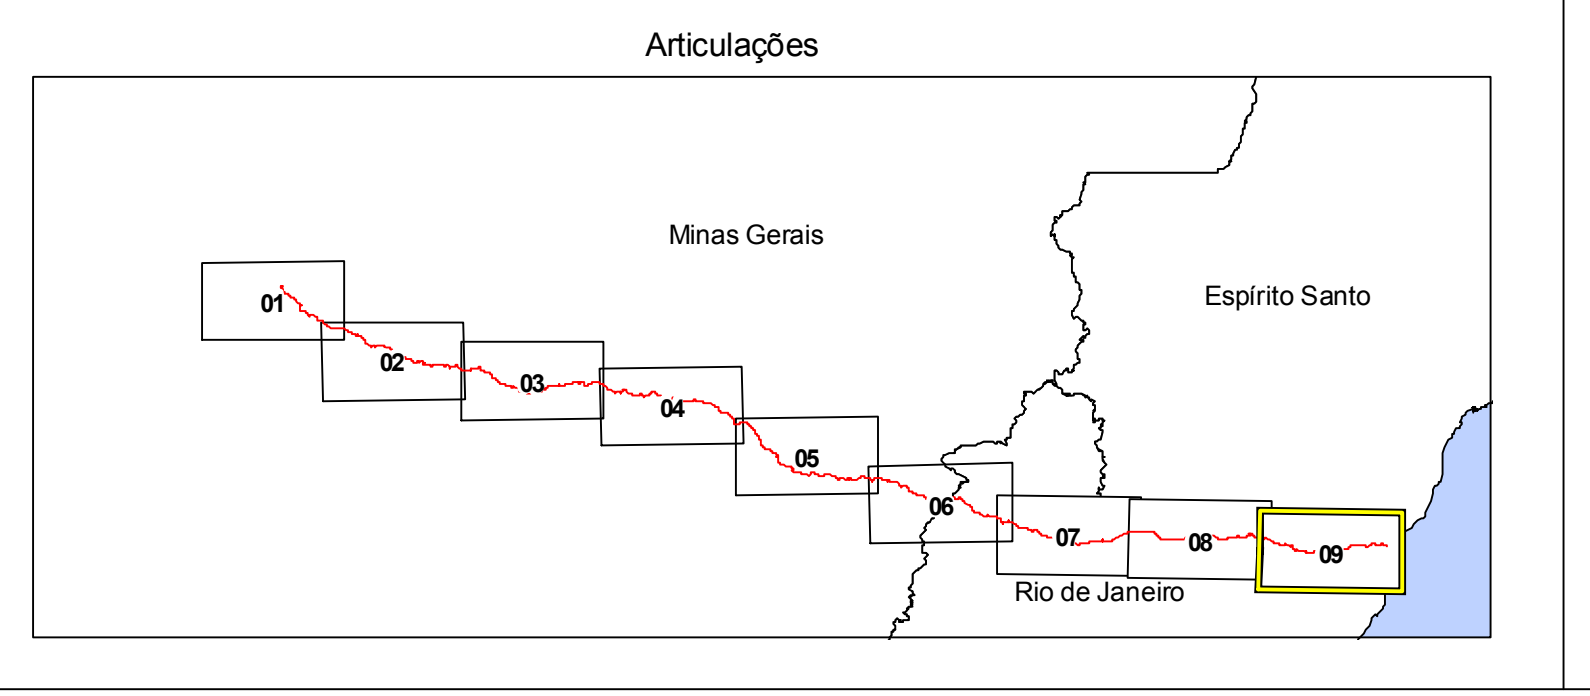 Articulações
Minas Gerais
Espírito Santo
01
02
03
04
05
06
07
08
09
Rio de Janeiro